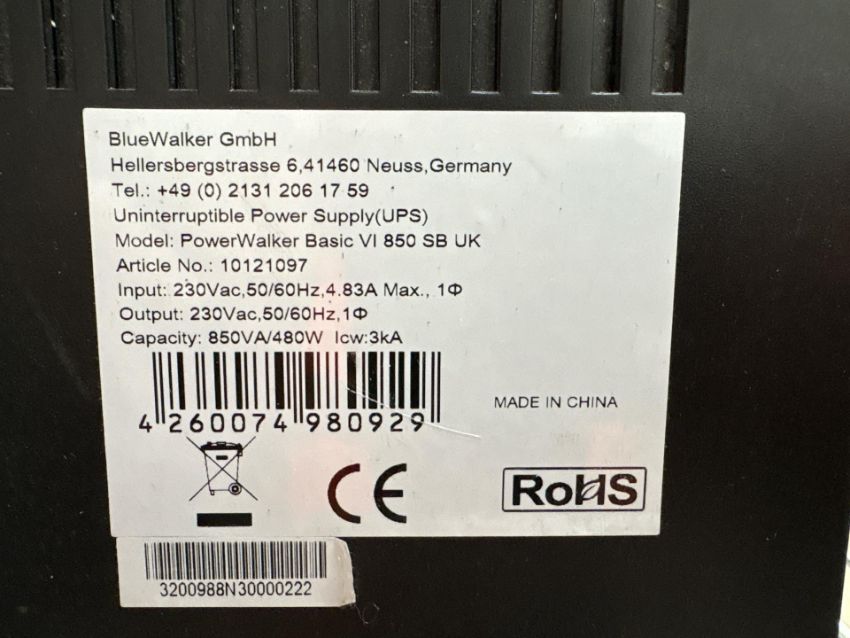 BlueWalker GmbH
Hellersbergstrasse 6,41460 Neuss,Germany
Tel.: +49 (0) 2131 206 17 59
Uninterruptible Power Supply(UPS)
Model: PowerWalker Basic VI 850 SB UK
Article No.: 10121097
Input: 230Vac,50/60Hz,4.83A Max., 1Φ
Output: 230Vac,50/60Hz,1Φ
Capacity: 850VA/480W Icw:3kA
4 260074 980929
MADE IN CHINA
CE
RoHS
3200988N30000222